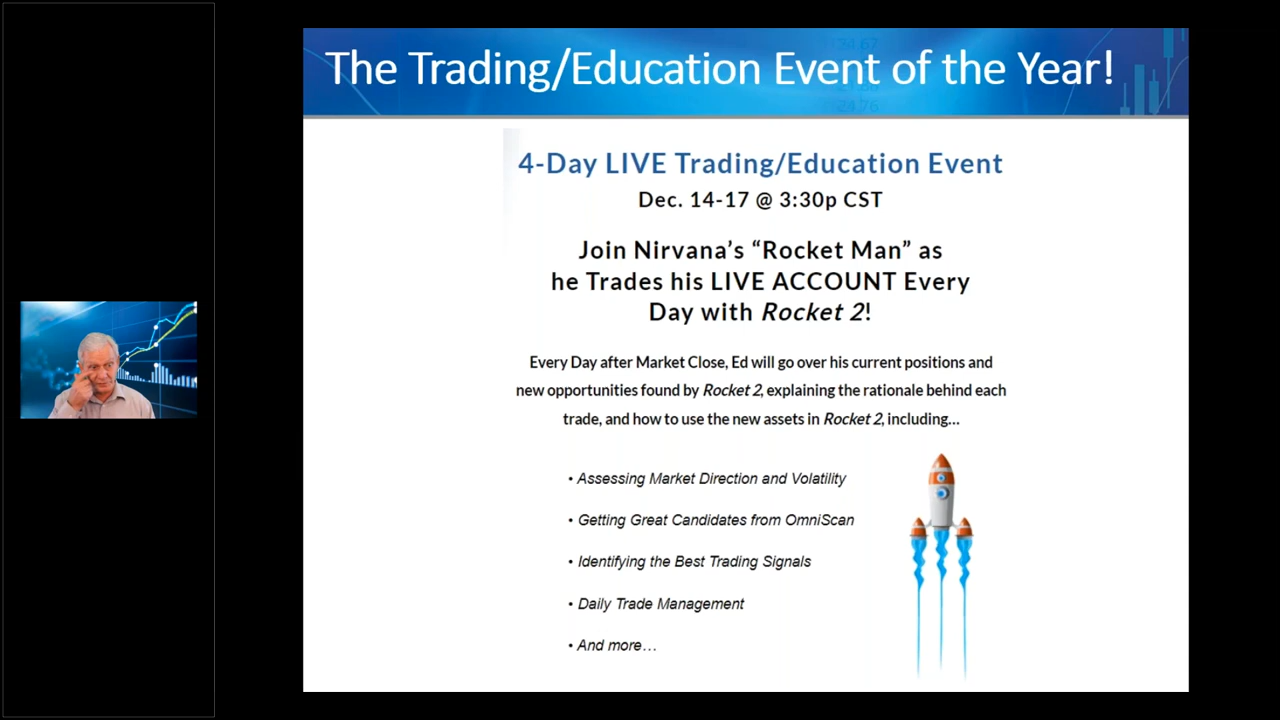 The Trading/Education Event of the Year!
24.67
24.76
4-Day LIVE Trading/Education Event
Dec. 14-17 @ 3:30p CST
Join Nirvana's “Rocket Man” as
he Trades his LIVE ACCOUNT Every
Day with Rocket 2!
Every Day after Market Close, Ed will go over his current positions and
new opportunities found by Rocket 2, explaining the rationale behind each
trade, and how to use the new assets in Rocket 2, including...
• Assessing Market Direction and Volatility
• Getting Great Candidates from OmniScan
• Identifying the Best Trading Signals
• Daily Trade Management
• And more…